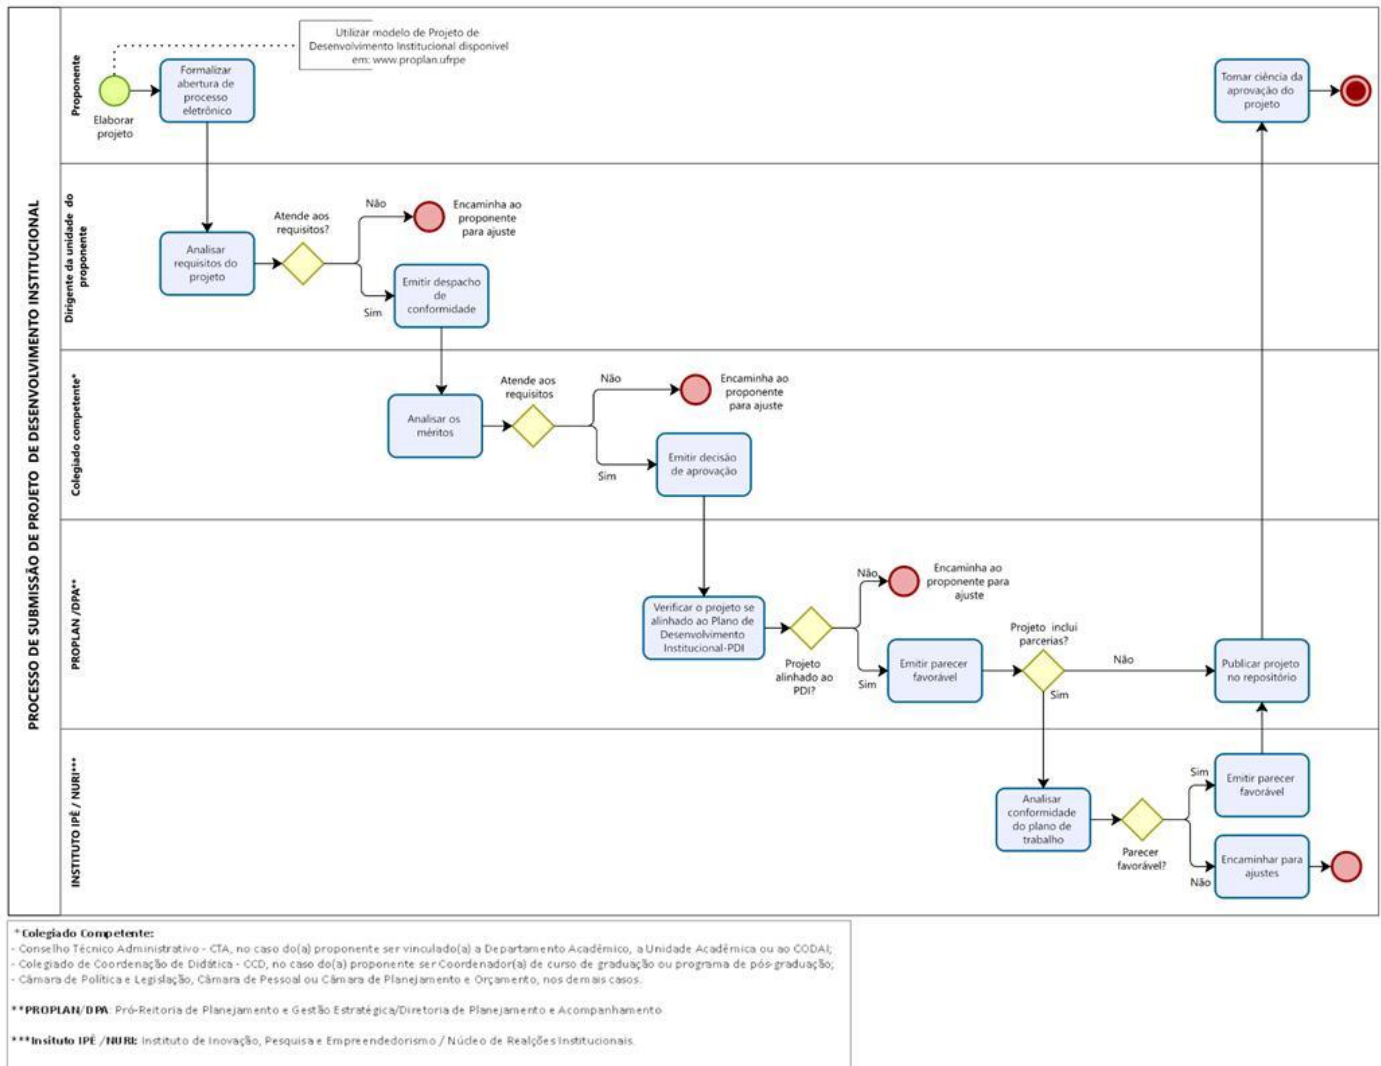 PROCESSO DE SUBMISSÃO DE PROJETO DE DESENVOLVIMENTO INSTITUCIONAL
Proponente
Utilizar modelo de Projeto de
Desenvolvimento Institucional disponivel
em: www.proplan.ufrpe
Elaborar
projeto
Formalizar
abertura de
processo
eletrônico
Tomar ciência da
aprovação do
projeto
Dirigente da unidade do
proponente
Analisar
requisitos do
projeto
Atende aos
requisitos?
Não
Encaminha ao
proponente
para ajuste
Sim
Emitir despacho
de
conformidade
Colegiado competente*
Analisar os
méritos
Atende aos
requisitos
Não
Encaminha ao
proponente
para ajuste
Sim
Emitir decisão
de aprovação
PROPLAN /DPA**
Verificar o projeto se
alinhado ao Plano de
Desenvolvimento
Institucional-PDI
Projeto
alinhado ao
PDI?
Não
Encaminha ao
proponente para
ajuste
Sim
Emitir parecer
favorável
Projeto inclui
parcerias?
Não
Sim
Publicar projeto
no repositório
INSTITUTO IPÊ / NURI***
Analisar
conformidade
do plano de
trabalho
Parecer
favorável?
Sim
Emitir parecer
favorável
Não
Encaminhar para
ajustes
*Colegiado Competente:
- Conselho Técnico Administrativo - CTA, no caso do(a) proponente ser vinculado(a) a Departamento Acadêmico, a Unidade Acadêmica ou ao CODAI;
- Colegiado de Coordenação de Didática - CCD, no caso do(a) proponente ser Coordenador(a) de curso de graduação ou programa de pós-graduação;
- Câmara de Política e Legislação, Câmara de Pessoal ou Câmara de Planejamento e Orçamento, nos demais casos.
**PROPLAN/DPA: Pró-Reitoria de Planejamento e Gestão Estratégica/Diretoria de Planejamento e Acompanhamento
***Insituto IPÊ /NURI: Instituto de Inovação, Pesquisa e Empreendedorismo / Núcleo de Realções Institucionais.